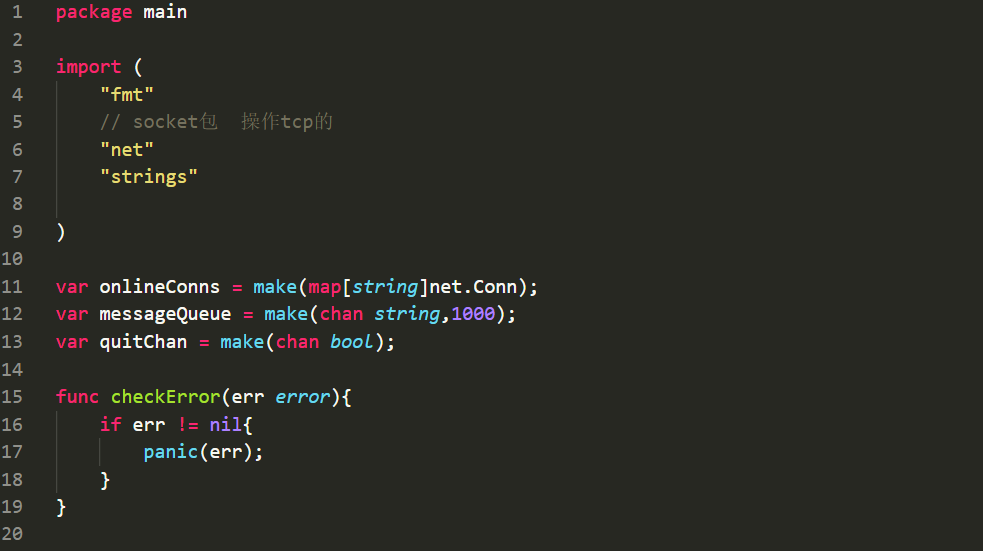 1 package main
2
3 import (
4 "fmt"
5 // socket包  操作tcp的
6 "net"
7 "strings"
8
9 )
10
11 var onlineConns = make(map[string]net.Conn);
12 var messageQueue = make(chan string,1000);
13 var quitChan = make(chan bool);
14
15 func checkError(err error){
16 if err != nil{
17 panic(err);
18 }
19 }
20